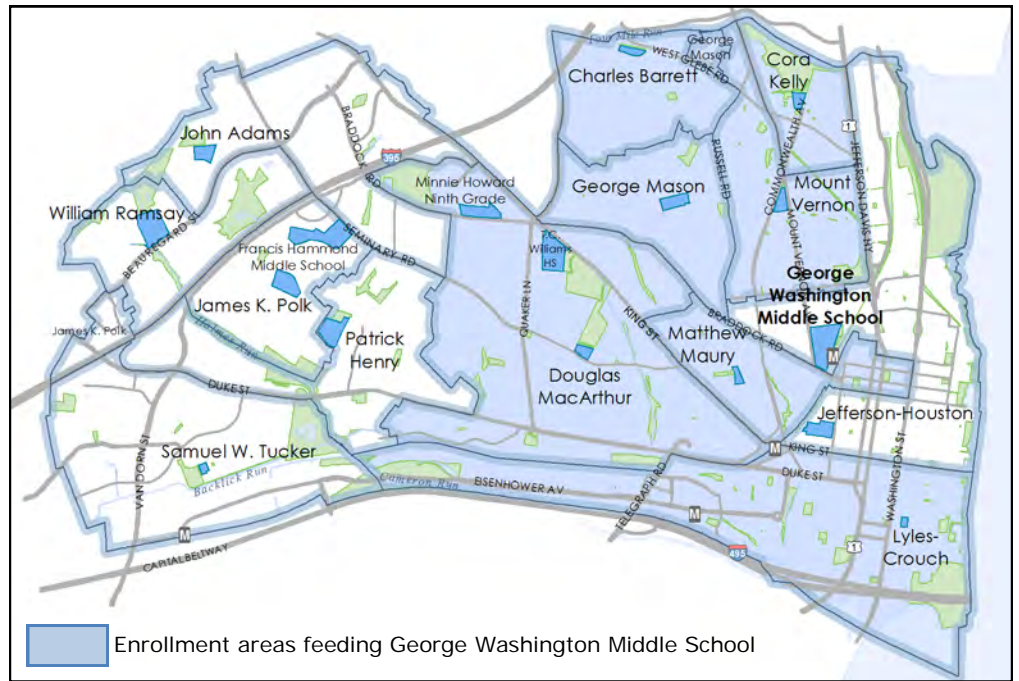 Four Mile Run
George
Mason
WEST GLEBE RD
Charles Barrett
Cora
Kelly
COMMONWEALTH AV
1
JEFFERSON DAVIS HY
John Adams
BRADDOCK RD
395
Minnie Howard
Ninth Grade
George Mason
RUSSELL RD
Mount
Vernon
William Ramsay
BEAUREGARD ST
SEMINARY RD
Francis Hammond
Middle School
T.C.
Williams
HS
George
Washington
Middle School
James K. Polk
James K. Polk
Holmes Run
Patrick
Henry
QUAKER LN
KING ST
BRADDOCK RD
M
Matthew
Maury
Douglas
MacArthur
DUKE ST
Jefferson-Houston
Samuel W. Tucker
VAN DORN ST
Backlick Run
Cameron Run
EISENHOWER AV
TELEGRAPH RD
M
KING ST
DUKE ST
WASHINGTON ST
M
M
CAPITAL BELTWAY
495
1
Lyles-
Crouch
Enrollment areas feeding George Washington Middle School